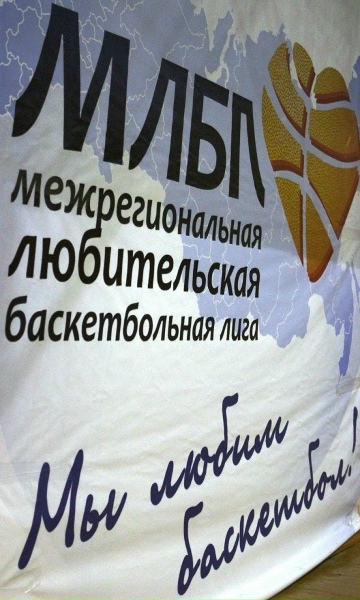 МЛБЛ
межрегиональная
любительская
баскетбольная лига
Мы любим
баскетбол!